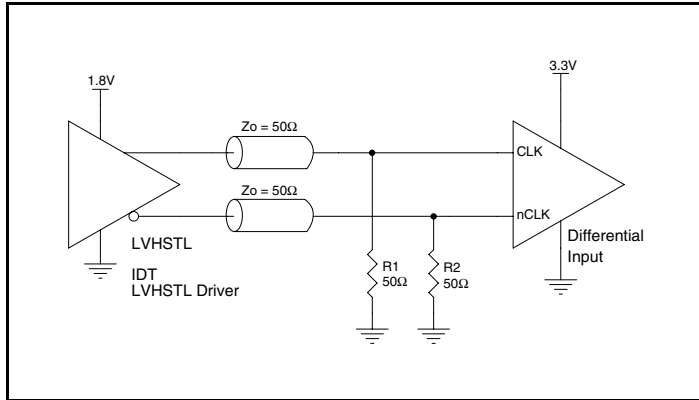 1.8V
3.3V
Zo = 50Ω
CLK
Zo = 50Ω
nCLK
LVHSTL
IDT
LVHSTL Driver
R1
50Ω
R2
50Ω
Differential
Input